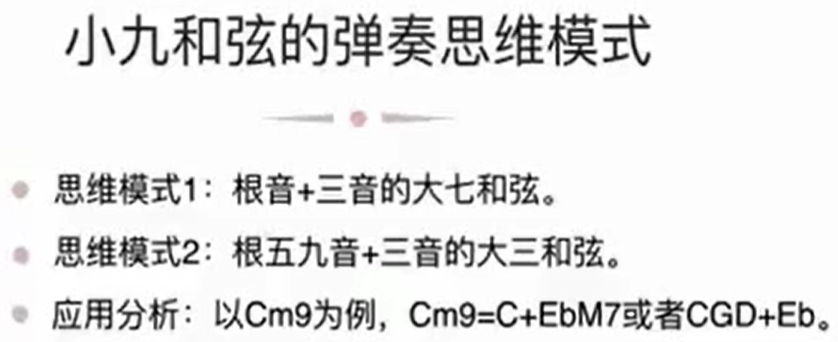 小九和弦的弹奏思维模式
思维模式1：根音+三音的大七和弦。
思维模式2：根五九音+三音的大三和弦。
应用分析：以Cm9为例，Cm9=C+EbM7或者CGD+Eb。